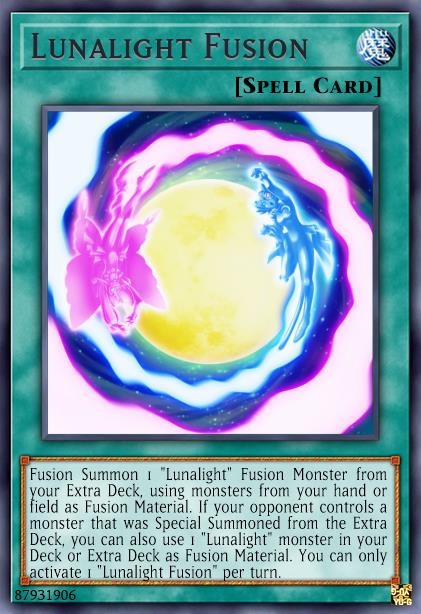 Lunalight Fusion
魔
[Spell Card]
Fusion Summon 1 "Lunalight" Fusion Monster from
your Extra Deck, using monsters from your hand or
field as Fusion Material. If your opponent controls a
monster that was Special Summoned from the Extra
Deck, you can also use 1 "Lunalight" monster in your
Deck or Extra Deck as Fusion Material. You can only
activate 1 "Lunalight Fusion" per turn.
87931906